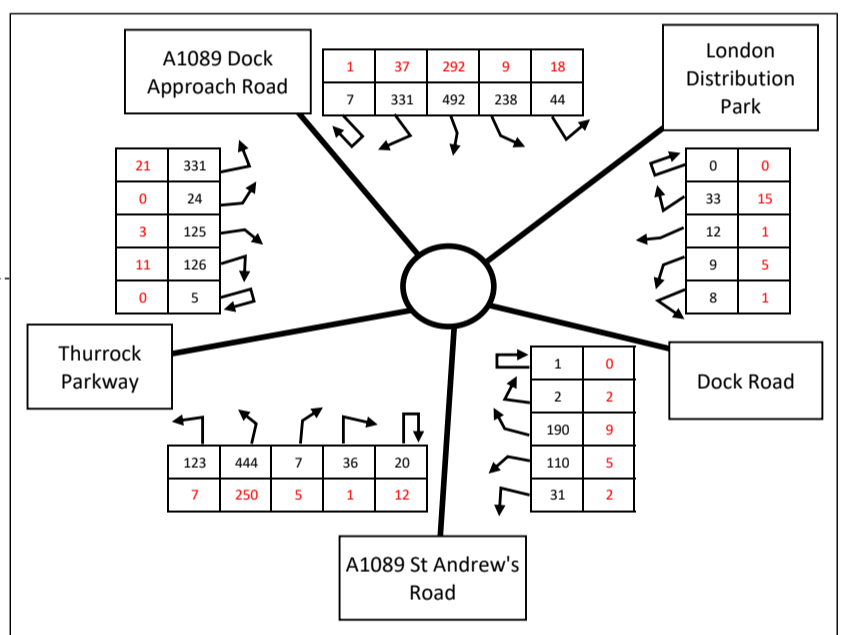 A1089 Dock
Approach Road
1 37 292 9 18
7 331 492 238 44
London
Distribution
Park
21 331
0 24
3 125
11 126
0 5
0 0
33 15
12 1
9 5
8 1
Thurrock
Parkway
Dock Road
1 0
2 2
190 9
110 5
31 2
123 444 7 36 20
7 250 5 1 12
A1089 St Andrew's
Road